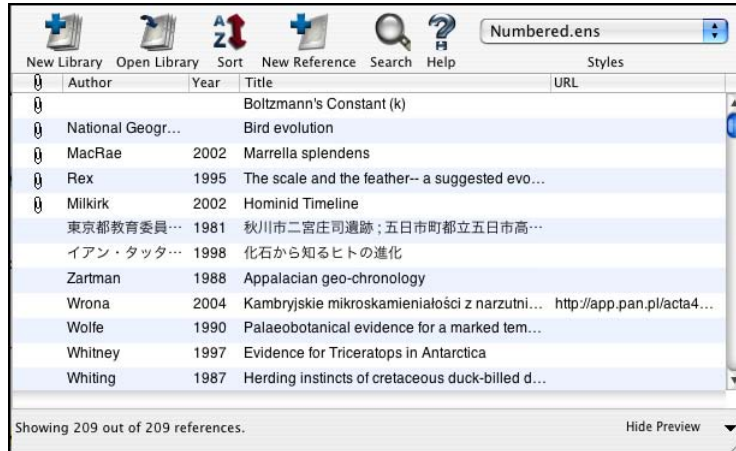 Numbered.ens
New Library Open Library Sort New Reference Search Help Styles
Author Year Title URL
Boltzmann's Constant (k)
National Geogr... Bird evolution
MacRae 2002 Marrella splendens
Rex 1995 The scale and the feather-- a suggested evo...
Milkirk 2002 Hominid Timeline
東京都教育委員… 1981 秋川市二宮庄司遺跡 ; 五日市町都立五日市高…
イアン・タッタ… 1998 化石から知るヒトの進化
Zartman 1988 Appalacian geo-chronology
Wrona 2004 Kambryjskie mikroskamieniałości z narzutni... http://app.pan.pl/acta4...
Wolfe 1990 Palaeobotanical evidence for a marked tem...
Whitney 1997 Evidence for Triceratops in Antarctica
Whiting 1987 Herding instincts of cretaceous duck-billed d...
Showing 209 out of 209 references. Hide Preview